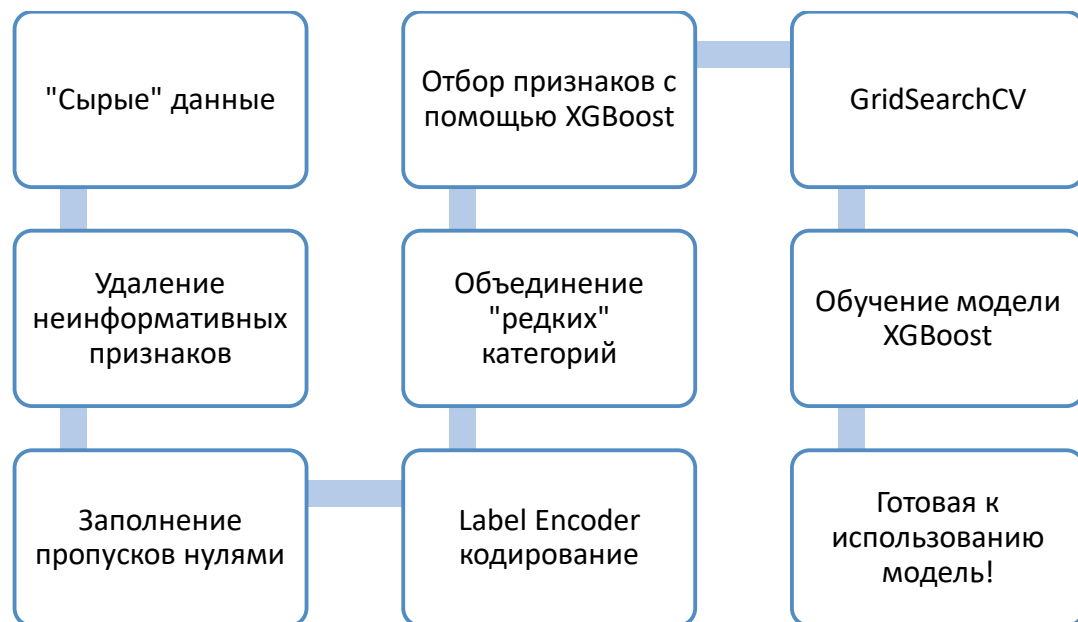 "Сырые" данные
Удаление
неинформативных
признаков
Заполнение
пропусков нулями
Label Encoder
кодирование
Объединение
"редких"
категорий
Отбор признаков с
помощью XGBoost
GridSearchCV
Обучение модели
XGBoost
Готовая к
использованию
модель!